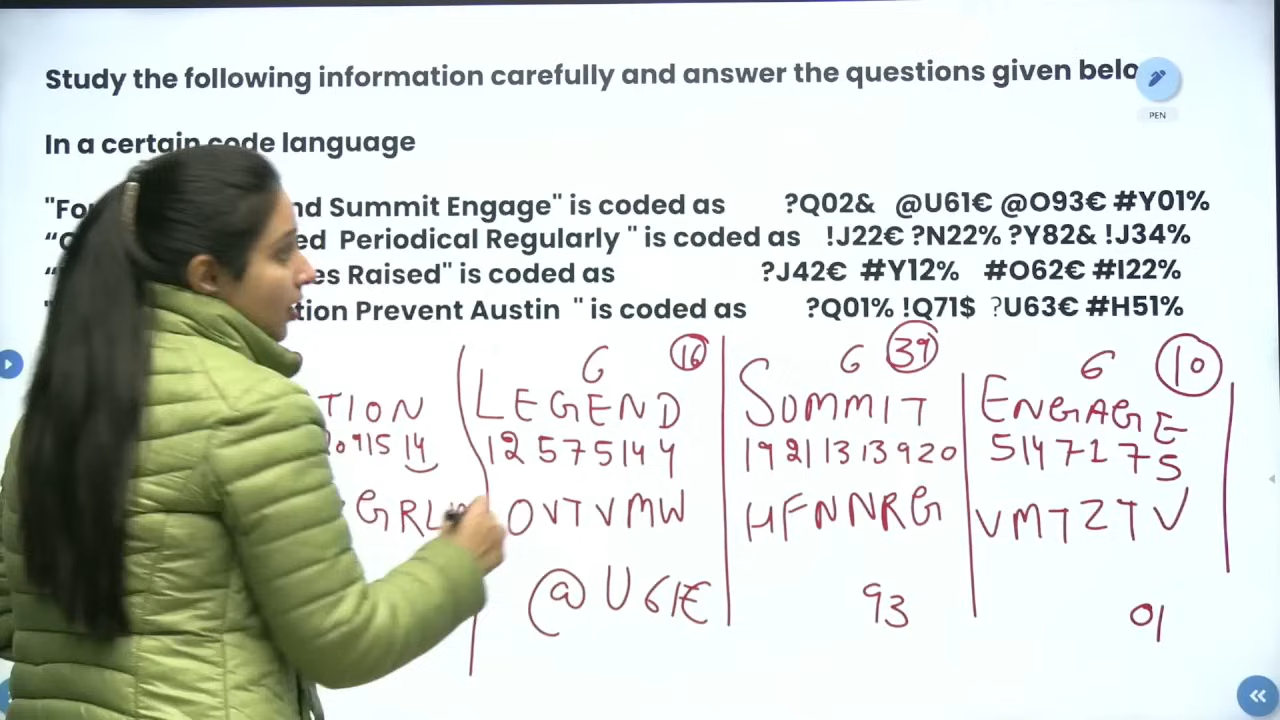 Study the following information carefully and answer the questions given belo
PEN
In a certain code language
"Fo nd Summit Engage" is coded as ?Q02& @U61€ @O93€ #Y01%
ed Periodical Regularly " is coded as !J22€ ?N22% ?Y82& !J34%
es Raised" is coded as ?J42€ #Y12% #O62€ #I22%
tion Prevent Austin " is coded as ?Q01% !Q71$ ?U63€ #H51%
6 16 6 39 6 10
TION LEGEND SUMMIT ENGAGE
20 9 15 14 12 5 7 5 14 4 19 21 13 13 9 20 5 14 7 1 7 5
GRL OVTVMW HFNNRG VMTZTV
@U61€ 93 01